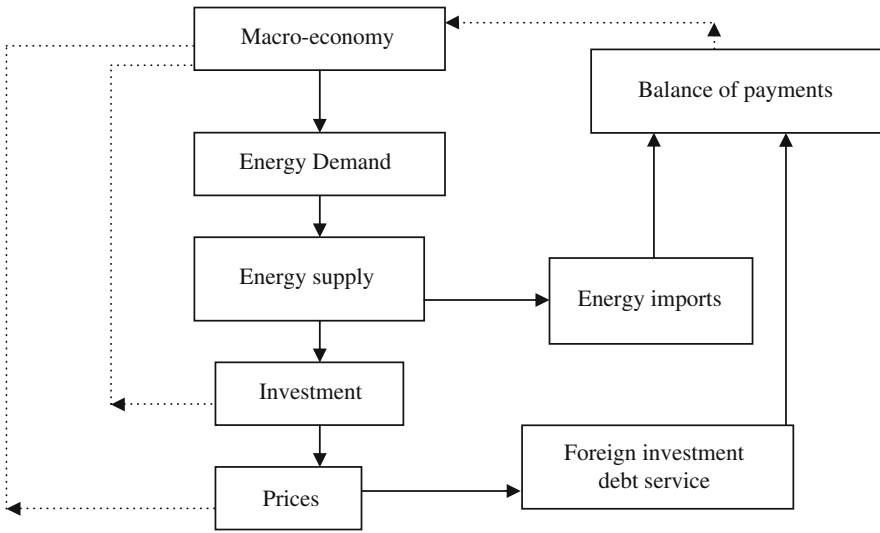 Macro-economy
Balance of payments
Energy Demand
Energy supply
Energy imports
Investment
Foreign investment
debt service
Prices